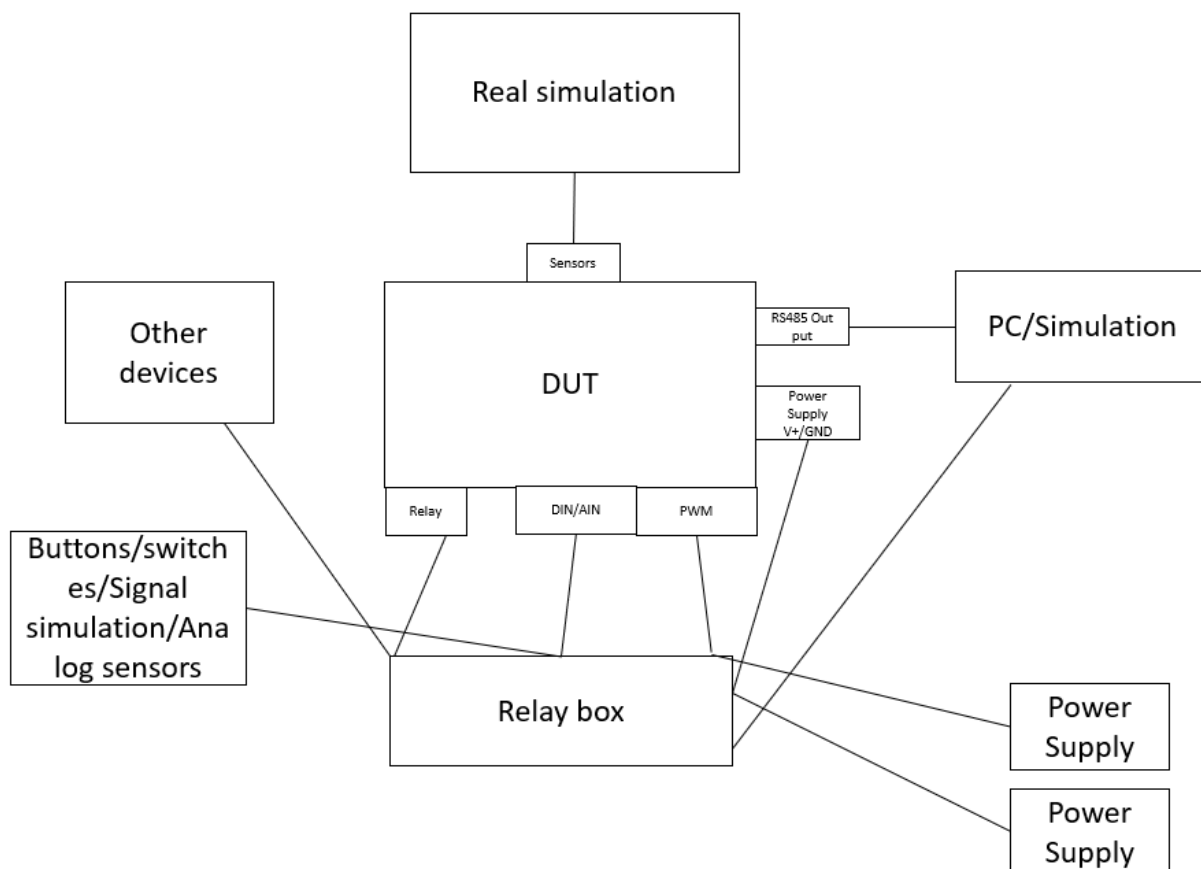 Real simulation
Sensors
Other
devices
RS485 Out
put
PC/Simulation
DUT
Power
Supply
V+/GND
Relay
DIN/AIN
PWM
Buttons/switch
es/Signal
simulation/Ana
log sensors
Relay box
Power
Supply
Power
Supply